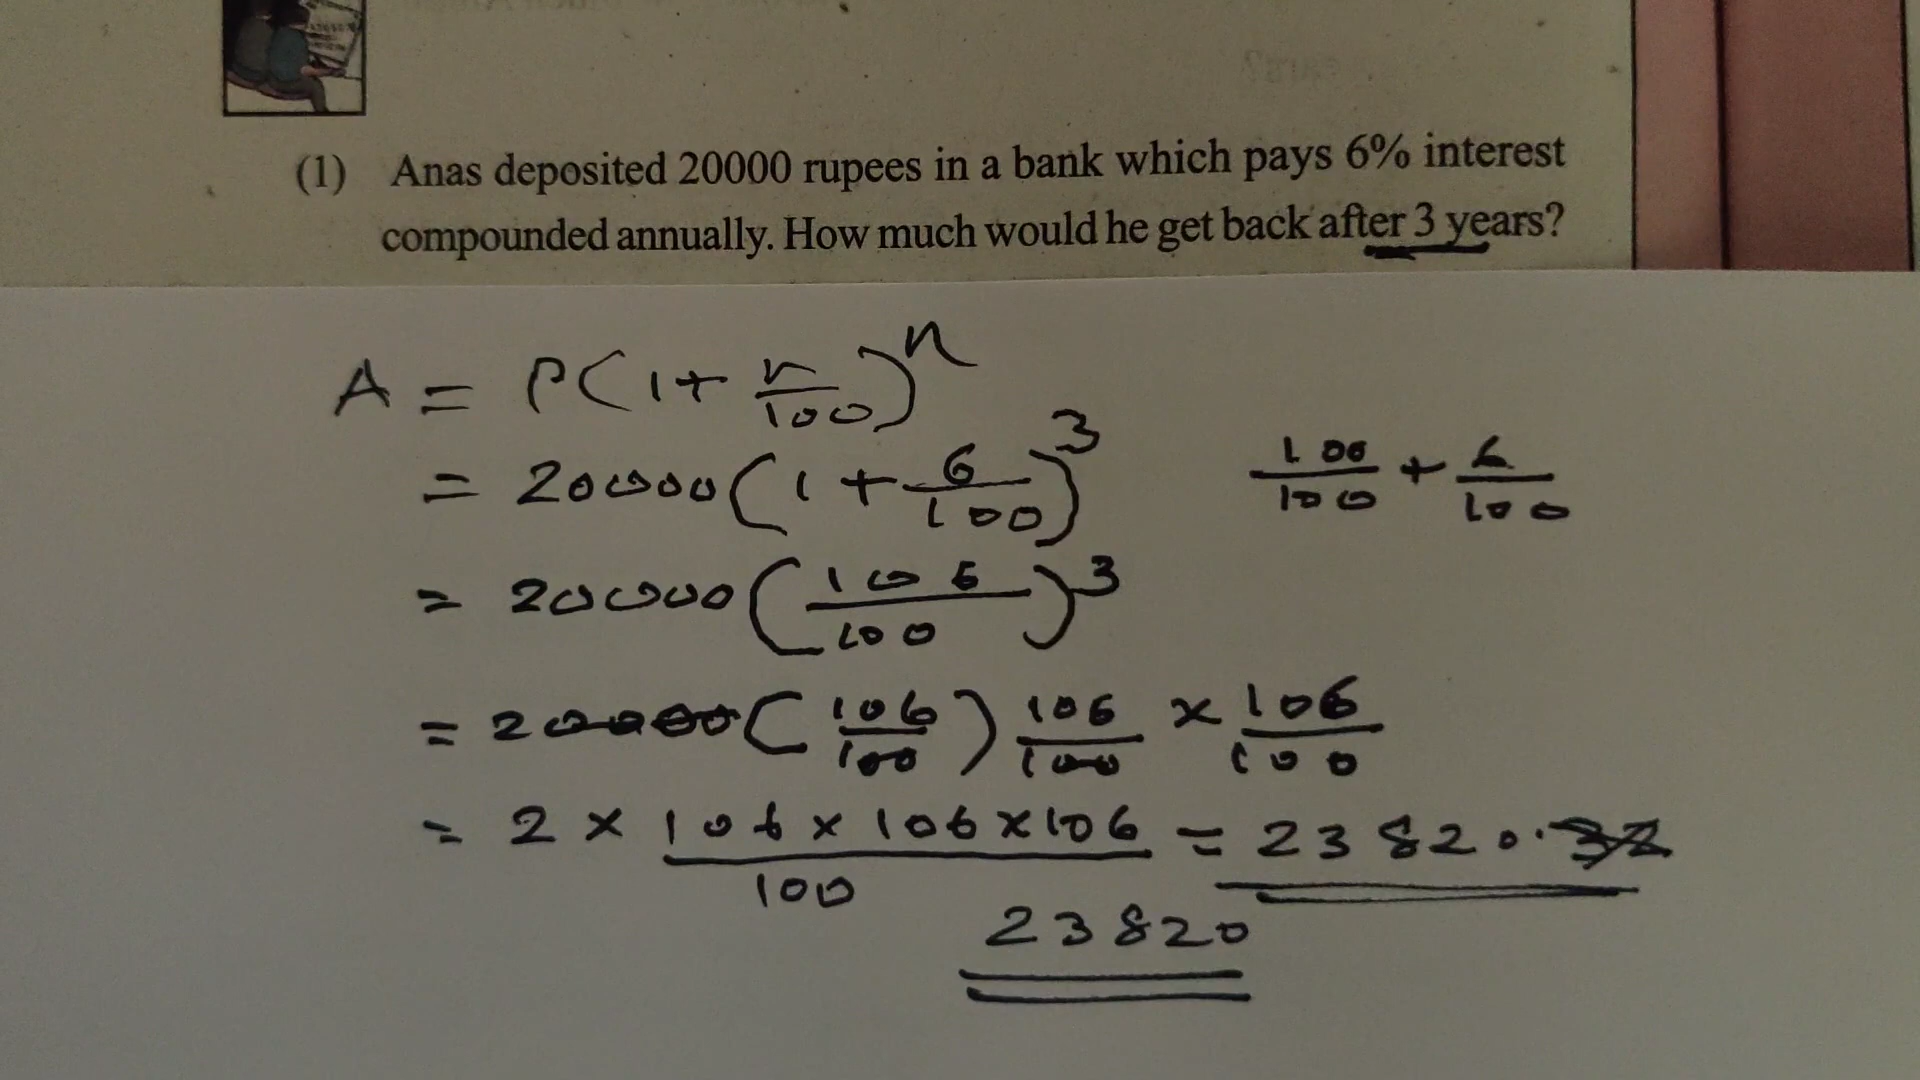 (1) Anas deposited 20000 rupees in a bank which pays 6% interest
compounded annually. How much would he get back after 3 years?
A = P(1 + r/100)^n
= 20000(1 + 6/100)^3
100/100 + 6/100
= 20000(106/100)^3
= 20000(106/100) 106/100 × 106/100
= 2 × 106 × 106 × 106 / 100 = 23820.32
23820